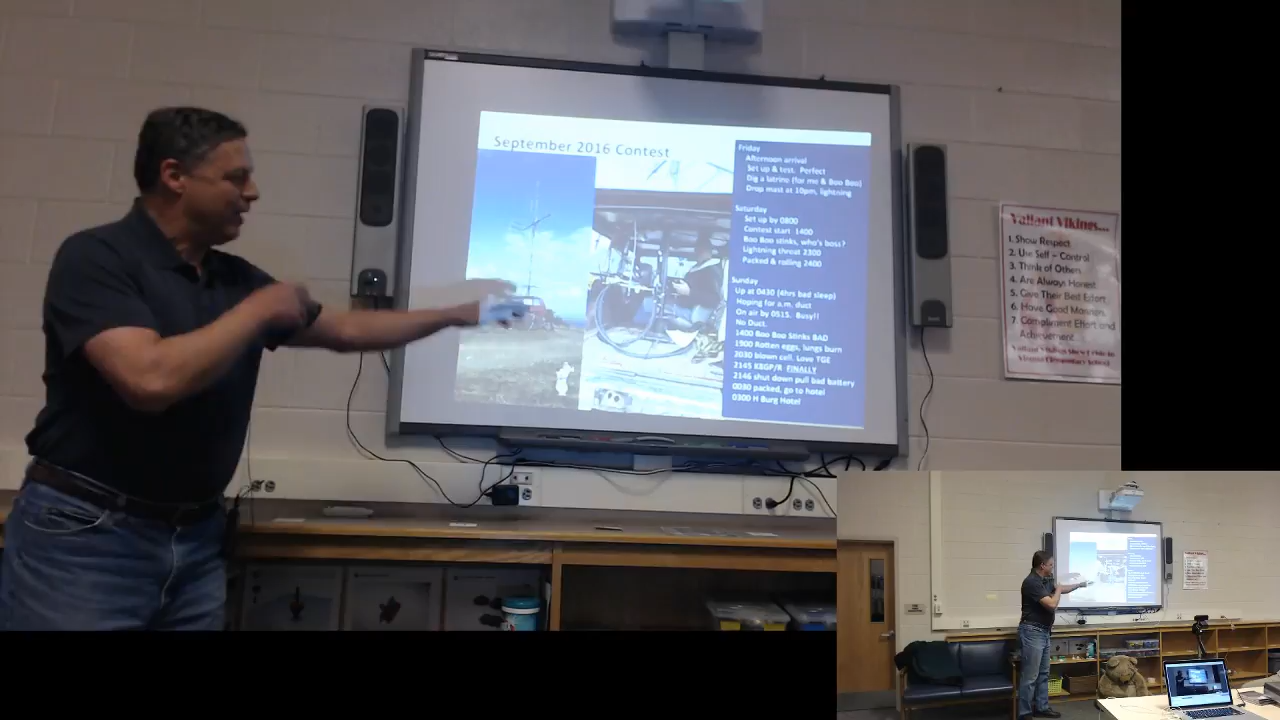 September 2016 Contest
Friday
Afternoon arrival
Set up & test. Perfect
Dig a latrine (for me & Boo Boo)
Drop mast at 10pm, lightning
Saturday
Set up by 0800
Contest start 1400
Boo Boo stinks, who's boss?
Lightning threat 2300
Packed & rolling 2400
Sunday
Up at 0430 (4hrs bad sleep)
Hoping for a.m. duct
On air by 0515. Busy!!
No Duct.
1400 Boo Boo Stinks BAD
1900 Rotten eggs, lungs burn
2030 blown cell. Love TGE
2145 K8GP/R FINALLY
2146 shut down pull bad battery
0030 packed, go to hotel
0300 H Burg Hotel
Valiant Vikings...
1. Show Respect
2. Use Self - Control
3. Think of Others
4. Are Always Honest
5. Give Their Best Effort
6. Have Good Manners
7. Compliment Effort and
Achievement